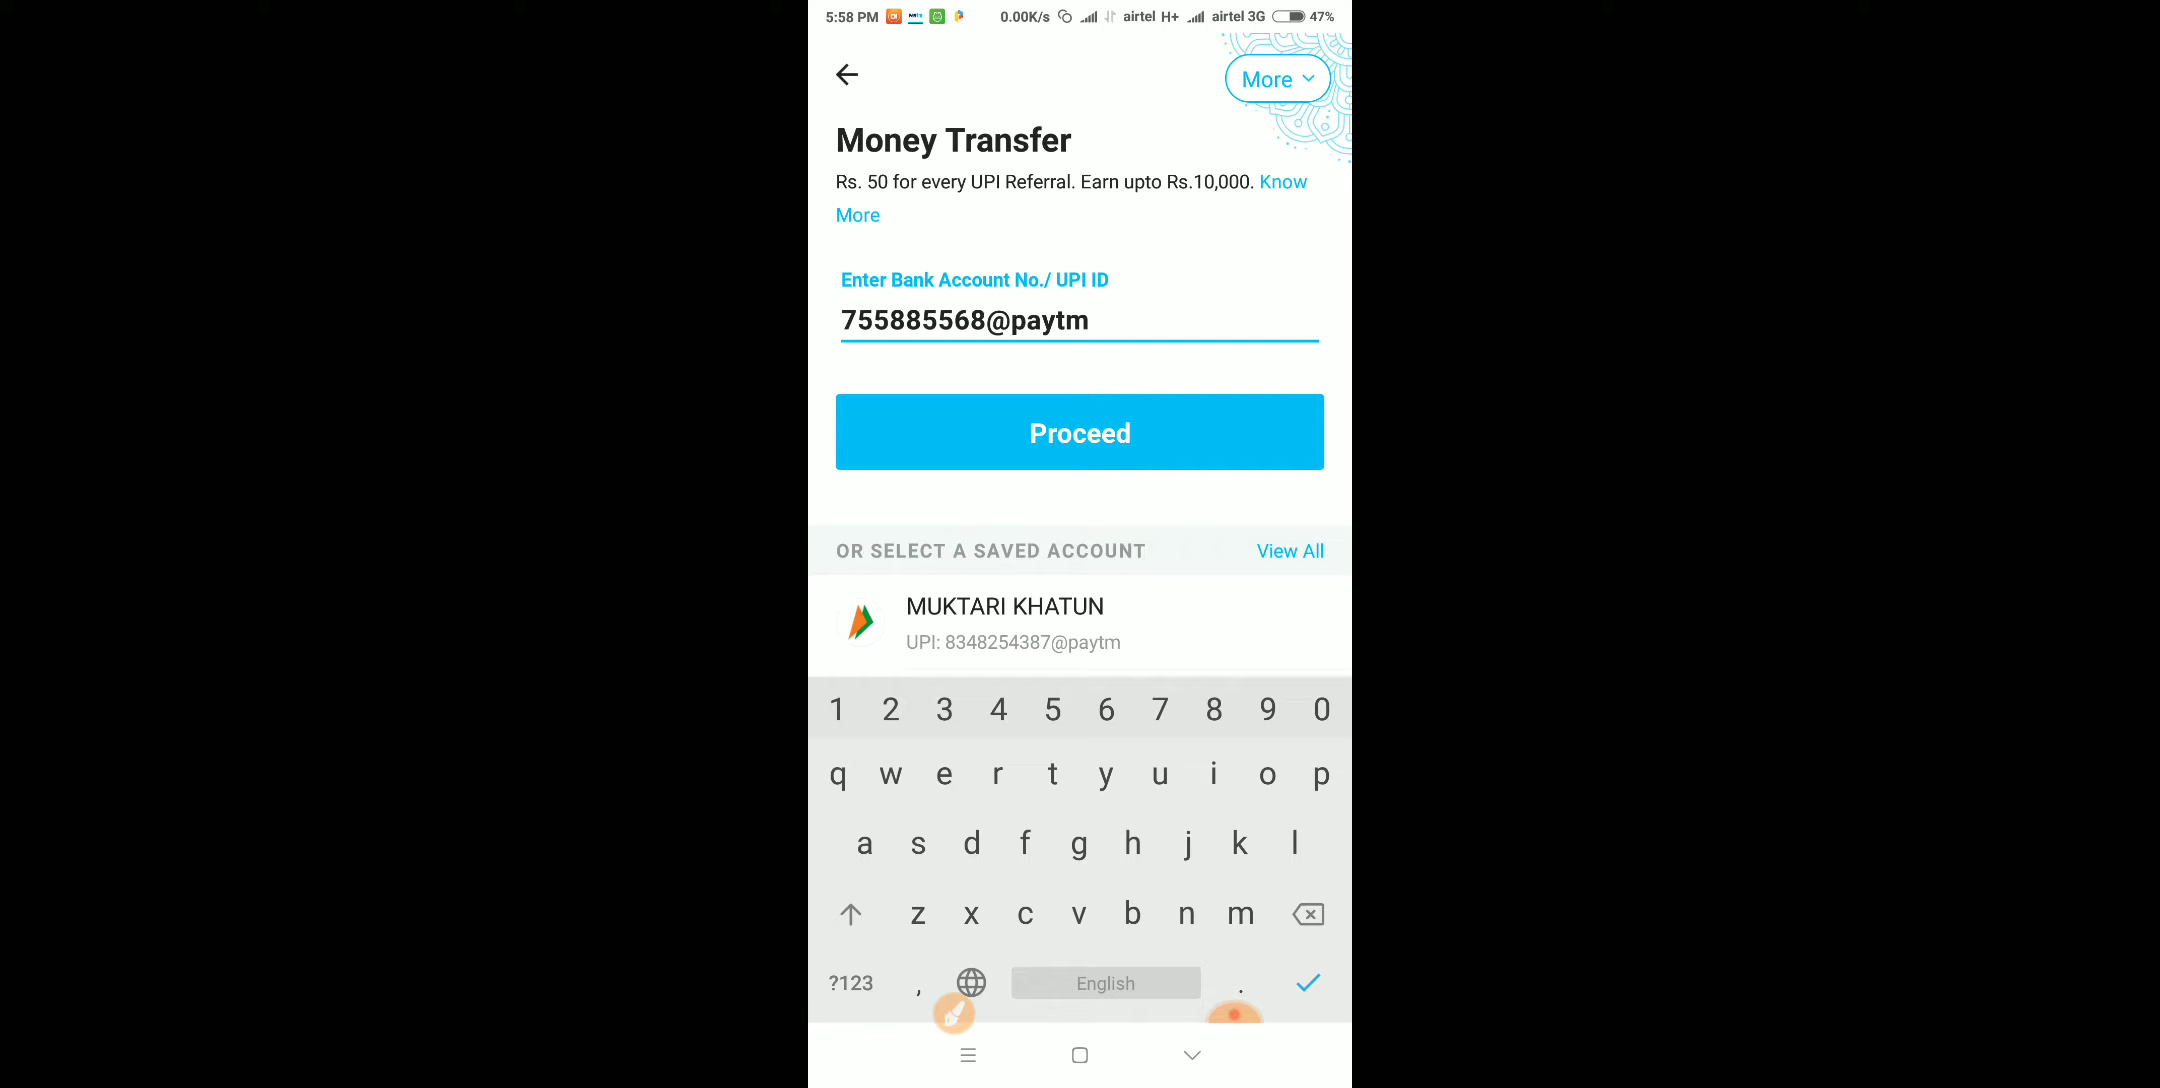 5:58 PM 0.00K/s airtel H+ airtel 3G 47%
More
Money Transfer
Rs. 50 for every UPI Referral. Earn upto Rs.10,000. Know
More
Enter Bank Account No./ UPI ID
755885568@paytm
Proceed
OR SELECT A SAVED ACCOUNT View All
MUKTARI KHATUN
UPI: 8348254387@paytm
1 2 3 4 5 6 7 8 9 0
q w e r t y u i o p
a s d f g h j k l
z x c v b n m
?123 , English .